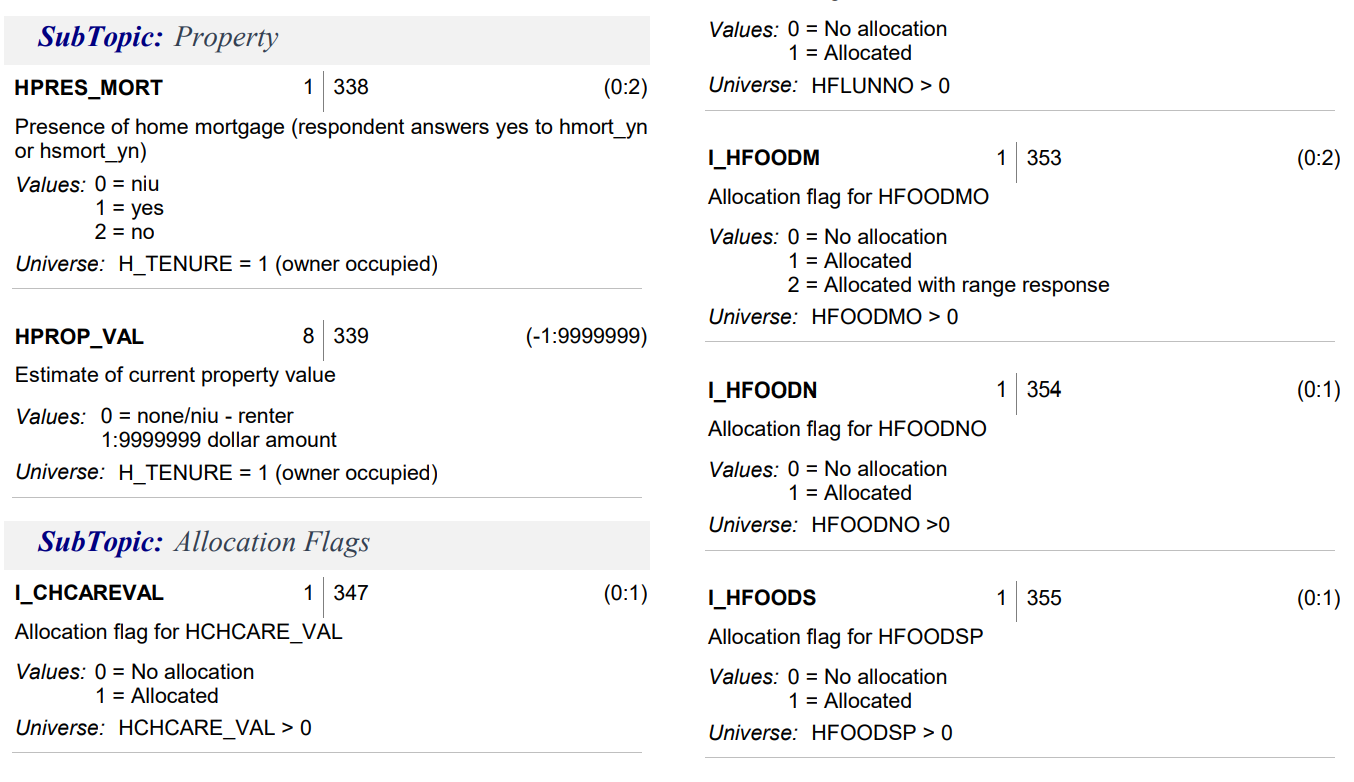 SubTopic: Property
HPRES_MORT 1 338 (0:2)
Presence of home mortgage (respondent answers yes to hmort_yn
or hsmort_yn)
Values: 0 = niu
1 = yes
2 = no
Universe: H_TENURE = 1 (owner occupied)
HPROP_VAL 8 339 (-1:9999999)
Estimate of current property value
Values: 0 = none/niu - renter
1:9999999 dollar amount
Universe: H_TENURE = 1 (owner occupied)
SubTopic: Allocation Flags
I_CHCAREVAL 1 347 (0:1)
Allocation flag for HCHCARE_VAL
Values: 0 = No allocation
1 = Allocated
Universe: HCHCARE_VAL > 0
Values: 0 = No allocation
1 = Allocated
Universe: HFLUNNO > 0
I_HFOODM 1 353 (0:2)
Allocation flag for HFOODMO
Values: 0 = No allocation
1 = Allocated
2 = Allocated with range response
Universe: HFOODMO > 0
I_HFOODN 1 354 (0:1)
Allocation flag for HFOODNO
Values: 0 = No allocation
1 = Allocated
Universe: HFOODNO >0
I_HFOODS 1 355 (0:1)
Allocation flag for HFOODSP
Values: 0 = No allocation
1 = Allocated
Universe: HFOODSP > 0